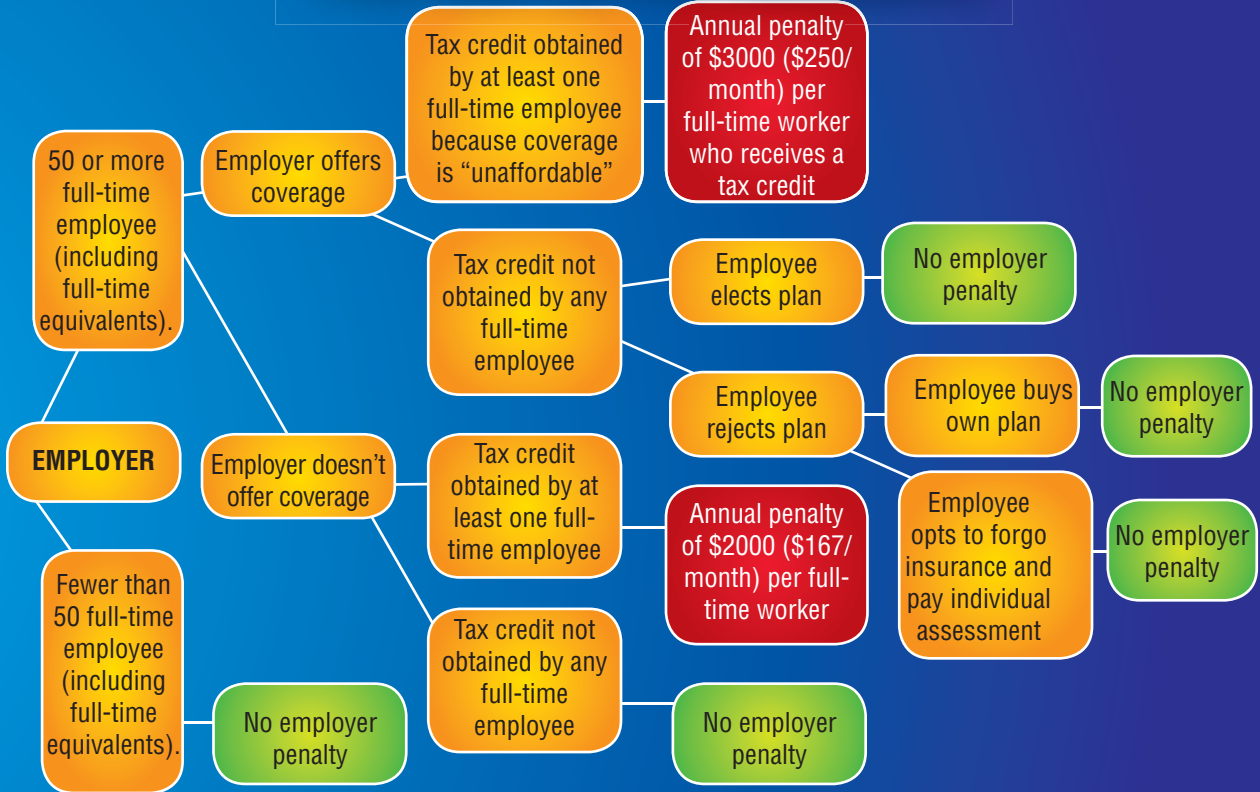 Tax credit obtained
by at least one
full-time employee
because coverage
is “unaffordable”
Annual penalty
of $3000 ($250/
month) per
full-time worker
who receives a
tax credit
50 or more
full-time
employee
(including
full-time
equivalents).
Employer offers
coverage
Tax credit not
obtained by any
full-time
employee
Employee
elects plan
No employer
penalty
Employee
rejects plan
Employee buys
own plan
No employer
penalty
EMPLOYER
Employer doesn’t
offer coverage
Tax credit
obtained by at
least one full-
time employee
Annual penalty
of $2000 ($167/
month) per full-
time worker
Employee
opts to forgo
insurance and
pay individual
assessment
No employer
penalty
Fewer than
50 full-time
employee
(including
full-time
equivalents).
No employer
penalty
Tax credit not
obtained by any
full-time
employee
No employer
penalty